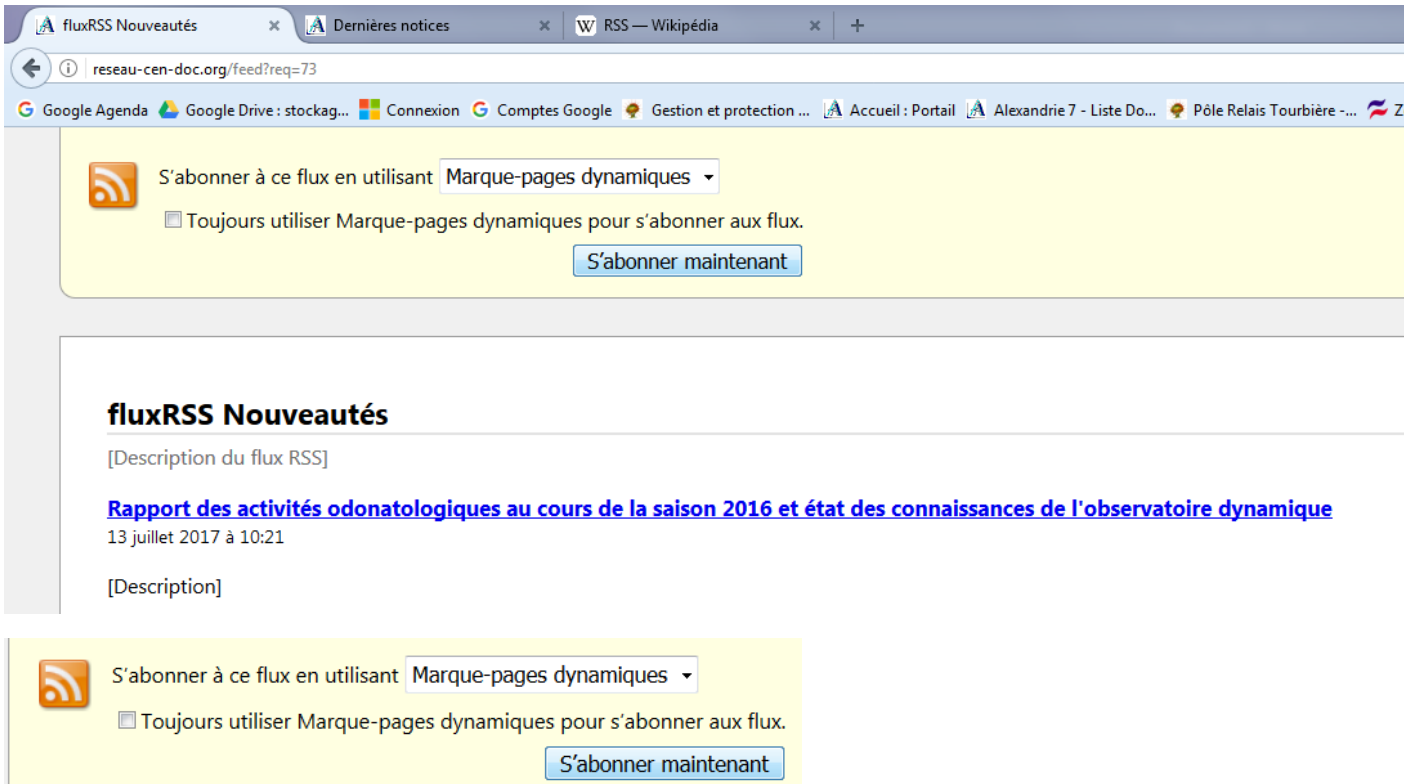 fluxRSS Nouveautés
Dernières notices
W RSS — Wikipédia
reseau-cen-doc.org/feed?req=73
Google Agenda Google Drive : stockag... Connexion Comptes Google Gestion et protection ... Accueil : Portail Alexandrie 7 - Liste Do... Pôle Relais Tourbière -... Z
S'abonner à ce flux en utilisant Marque-pages dynamiques
Toujours utiliser Marque-pages dynamiques pour s'abonner aux flux.
S'abonner maintenant
fluxRSS Nouveautés
[Description du flux RSS]
Rapport des activités odonatologiques au cours de la saison 2016 et état des connaissances de l'observatoire dynamique
13 juillet 2017 à 10:21
[Description]
S'abonner à ce flux en utilisant Marque-pages dynamiques
Toujours utiliser Marque-pages dynamiques pour s'abonner aux flux.
S'abonner maintenant